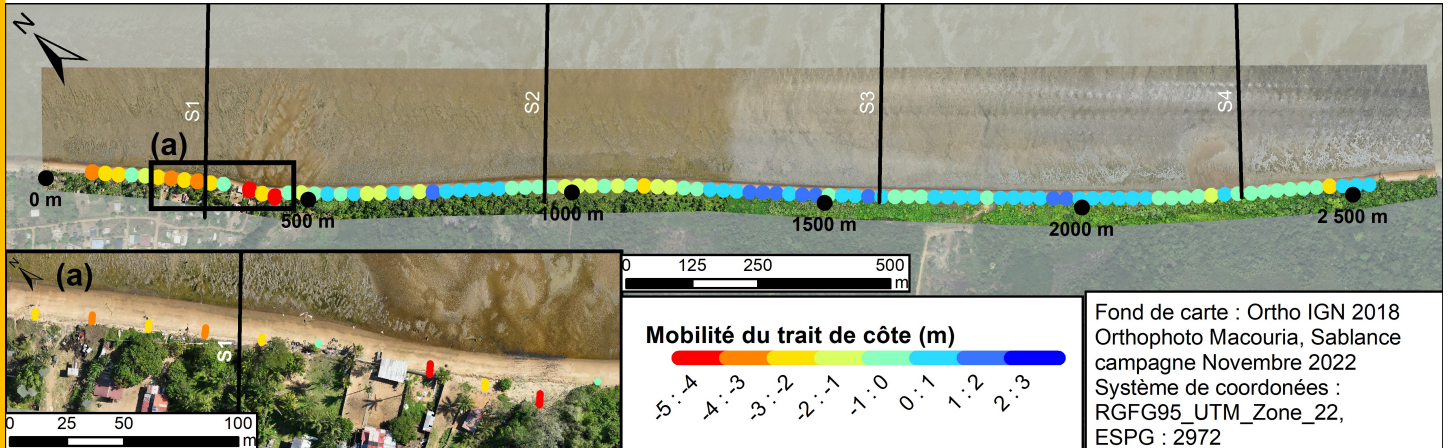 N
S1
S2
S3
S4
(a)
0 m
500 m
1000 m
1500 m
2000 m
2 500 m
N
(a)
S1
0 25 50 100
m
0 125 250 500
m
Mobilité du trait de côte (m)
-5 : -4
-4 : -3
-3 : -2
-2 : -1
-1 : 0
0 : 1
1 : 2
2 : 3
Fond de carte : Ortho IGN 2018
Orthophoto Macouria, Sablance
campagne Novembre 2022
Système de coordonées :
RGFG95_UTM_Zone_22,
ESPG : 2972